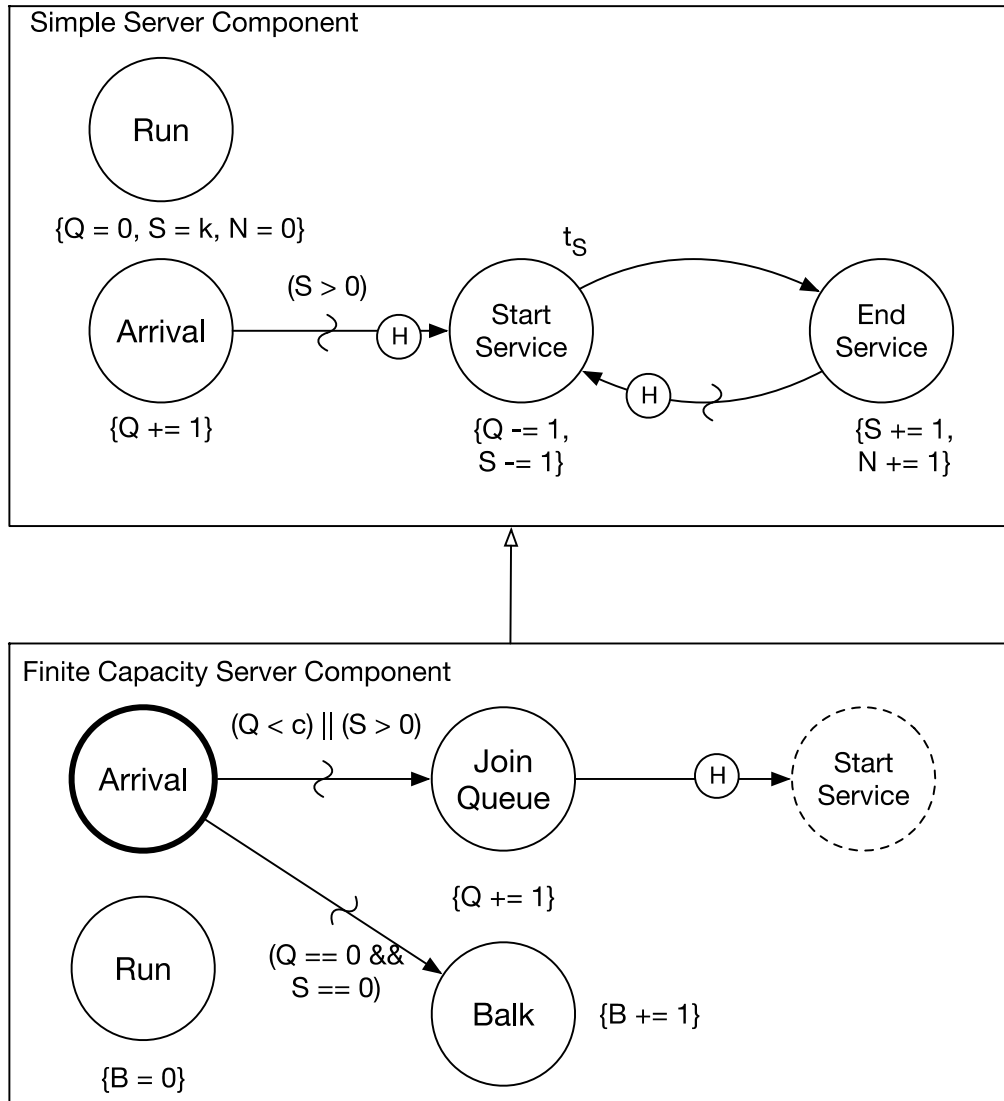 Simple Server Component
Run
{Q = 0, S = k, N = 0}
t_S
(S > 0)
Arrival
H
Start
Service
End
Service
H
{Q += 1}
{Q -= 1,
S -= 1}
{S += 1,
N += 1}
Finite Capacity Server Component
(Q < c) || (S > 0)
Arrival
Join
Queue
H
Start
Service
{Q += 1}
Run
(Q == 0 &&
S == 0)
Balk
{B += 1}
{B = 0}